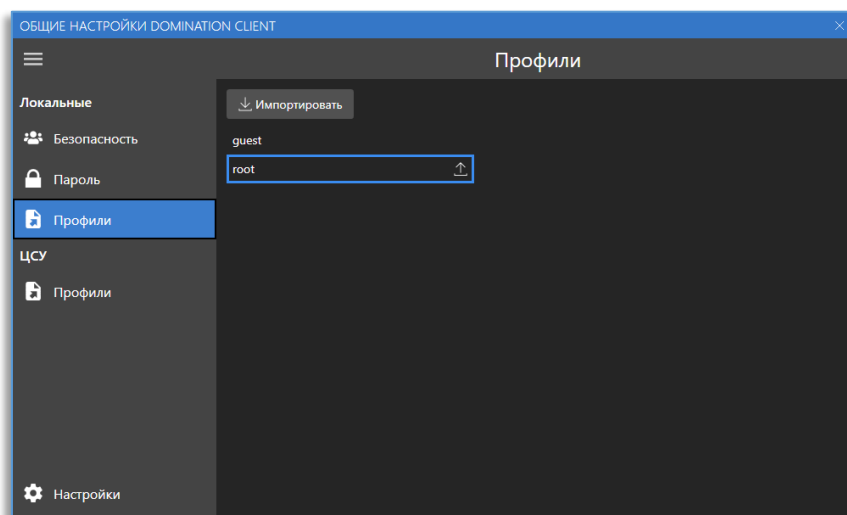 ОБЩИЕ НАСТРОЙКИ DOMINATION CLIENT
Профили
Локальные
Безопасность
Пароль
Профили
ЦСУ
Профили
Настройки
Импортировать
guest
root